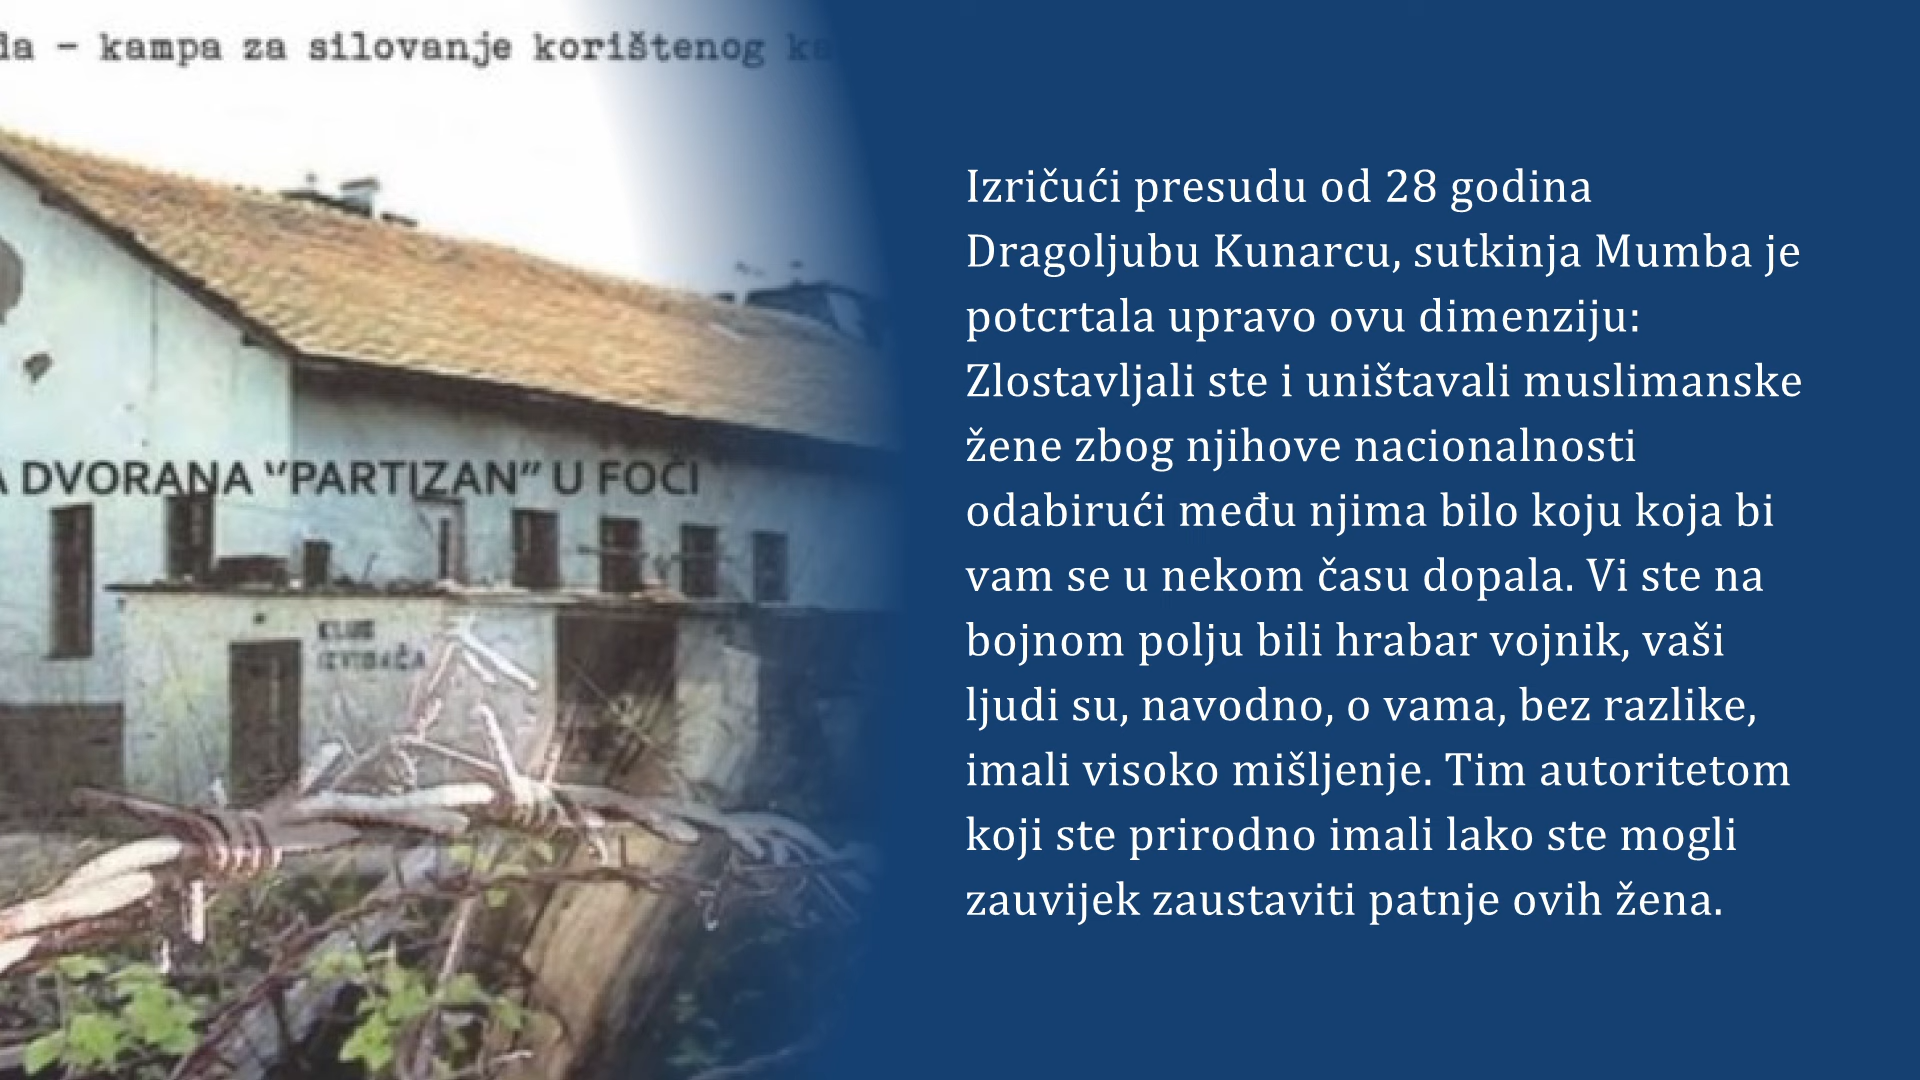 da - kampa za silovanje korištenog
DVORANA "PARTIZAN" U FOČI
KLUB
IZVIĐAČA
Izričući presudu od 28 godina
Dragoljubu Kunarcu, sutkinja Mumba je
potcrtala upravo ovu dimenziju:
Zlostavljali ste i uništavali muslimanske
žene zbog njihove nacionalnosti
odabirući među njima bilo koju koja bi
vam se u nekom času dopala. Vi ste na
bojnom polju bili hrabar vojnik, vaši
ljudi su, navodno, o vama, bez razlike,
imali visoko mišljenje. Tim autoritetom
koji ste prirodno imali lako ste mogli
zauvijek zaustaviti patnje ovih žena.